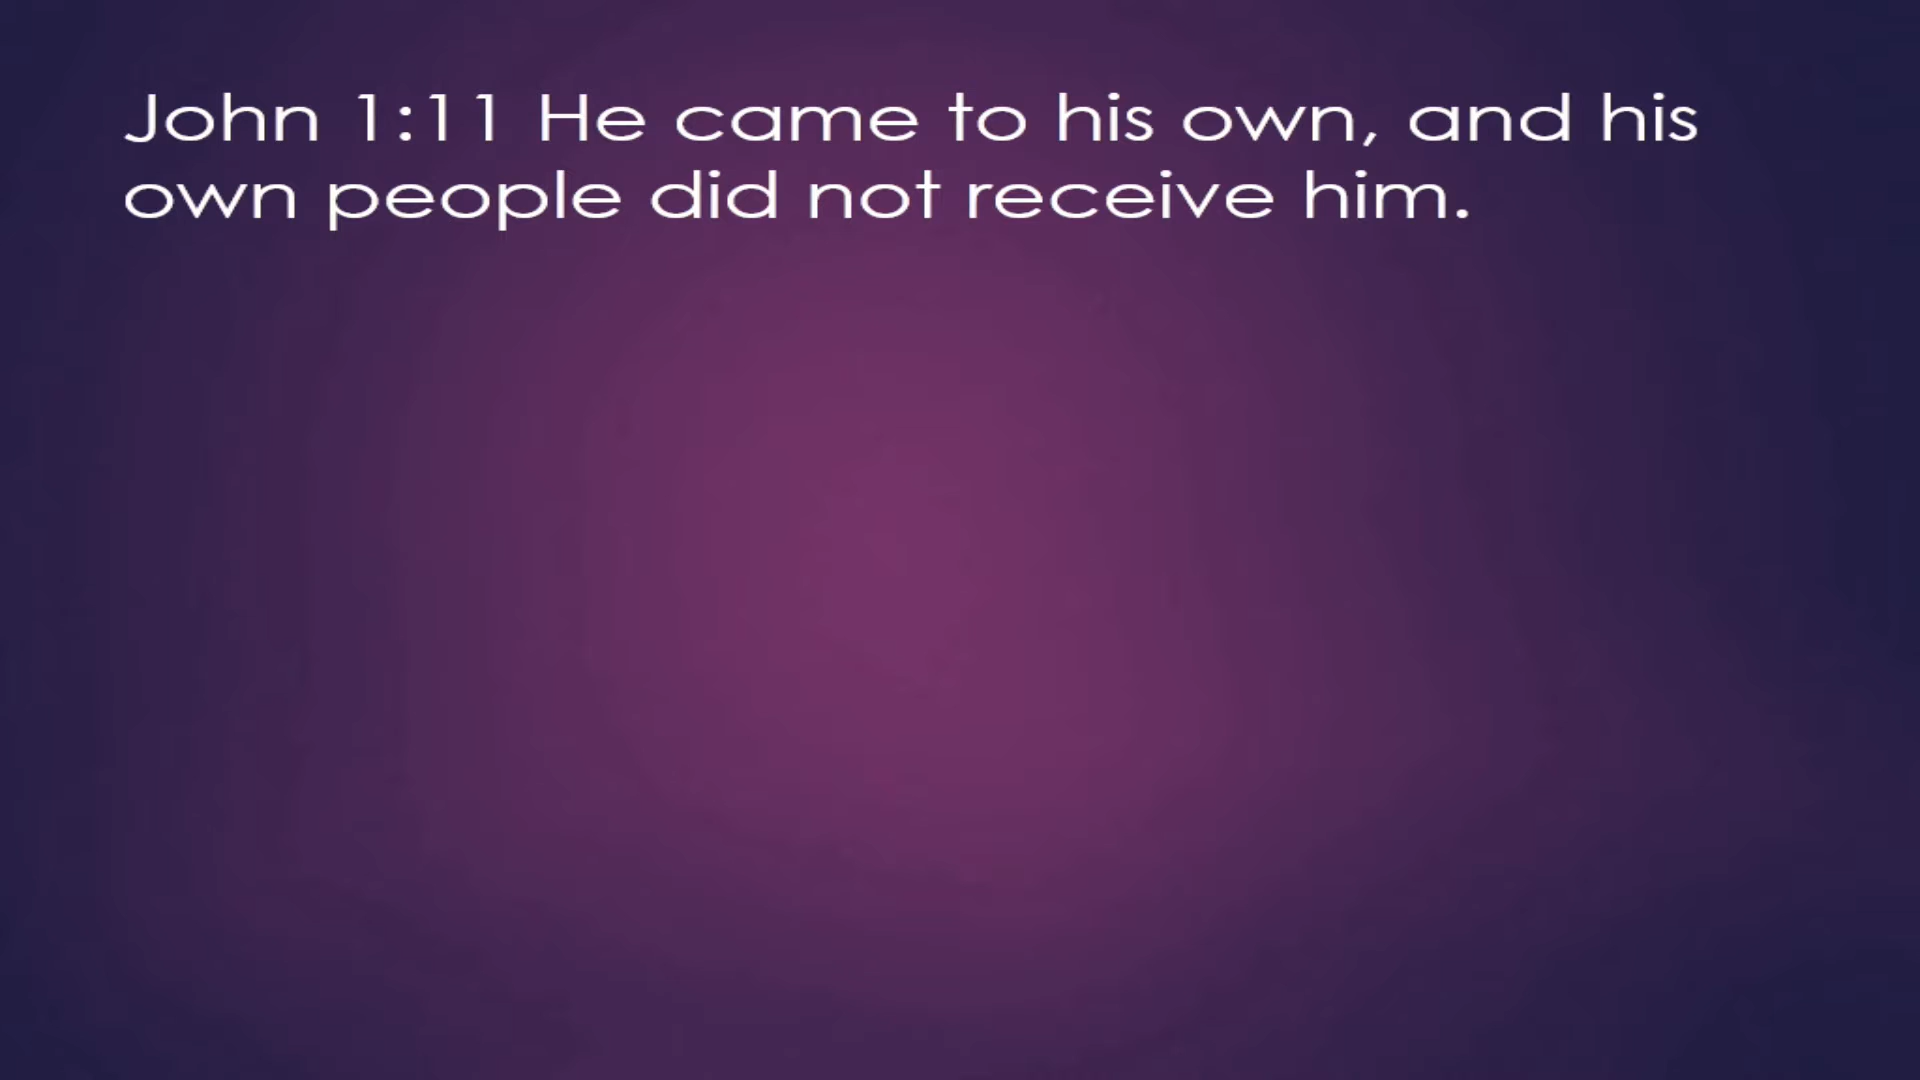 John 1:11 He came to his own, and his
own people did not receive him.